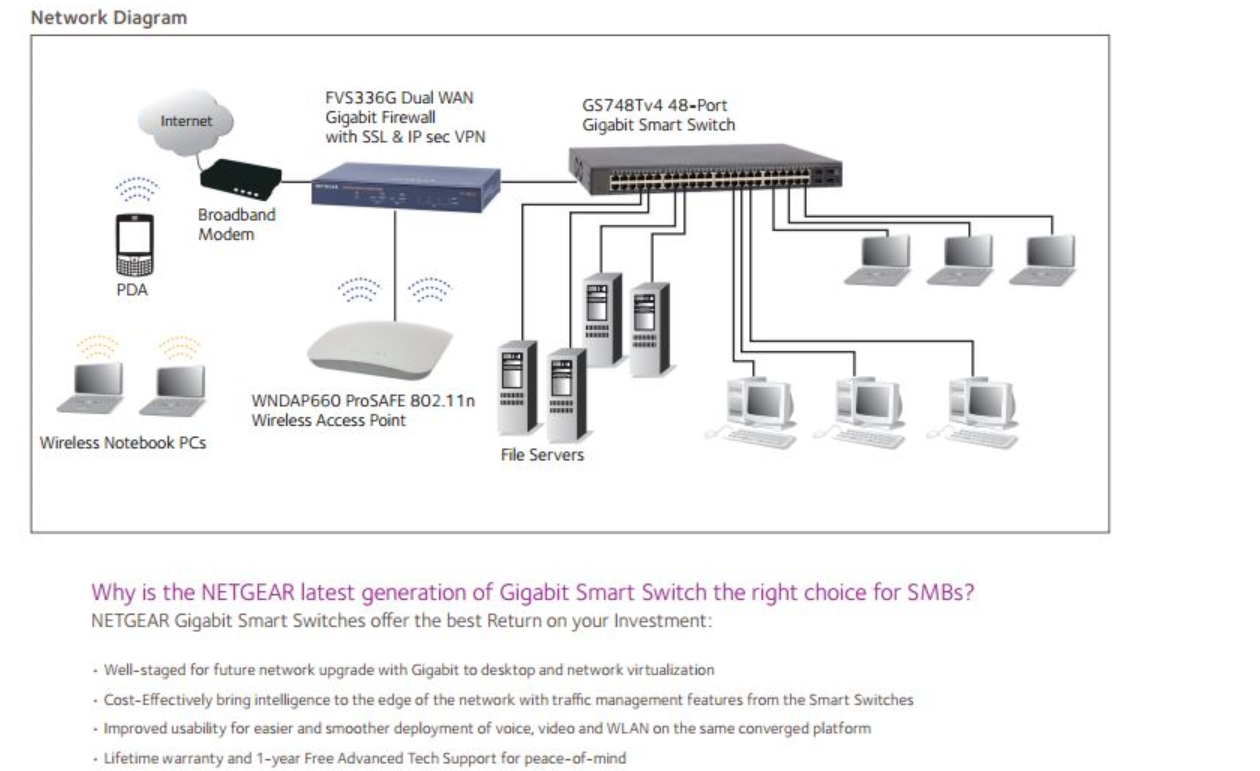 Network Diagram
FVS336G Dual WAN
Gigabit Firewall
with SSL & IP sec VPN
GS748Tv4 48-Port
Gigabit Smart Switch
Internet
NETGEAR
Broadband
Modem
PDA
WNDAP660 ProSAFE 802.11n
Wireless Access Point
Wireless Notebook PCs
File Servers
Why is the NETGEAR latest generation of Gigabit Smart Switch the right choice for SMBs?
NETGEAR Gigabit Smart Switches offer the best Return on your Investment:
· Well-staged for future network upgrade with Gigabit to desktop and network virtualization
· Cost-Effectively bring intelligence to the edge of the network with traffic management features from the Smart Switches
· Improved usability for easier and smoother deployment of voice, video and WLAN on the same converged platform
· Lifetime warranty and 1-year Free Advanced Tech Support for peace-of-mind